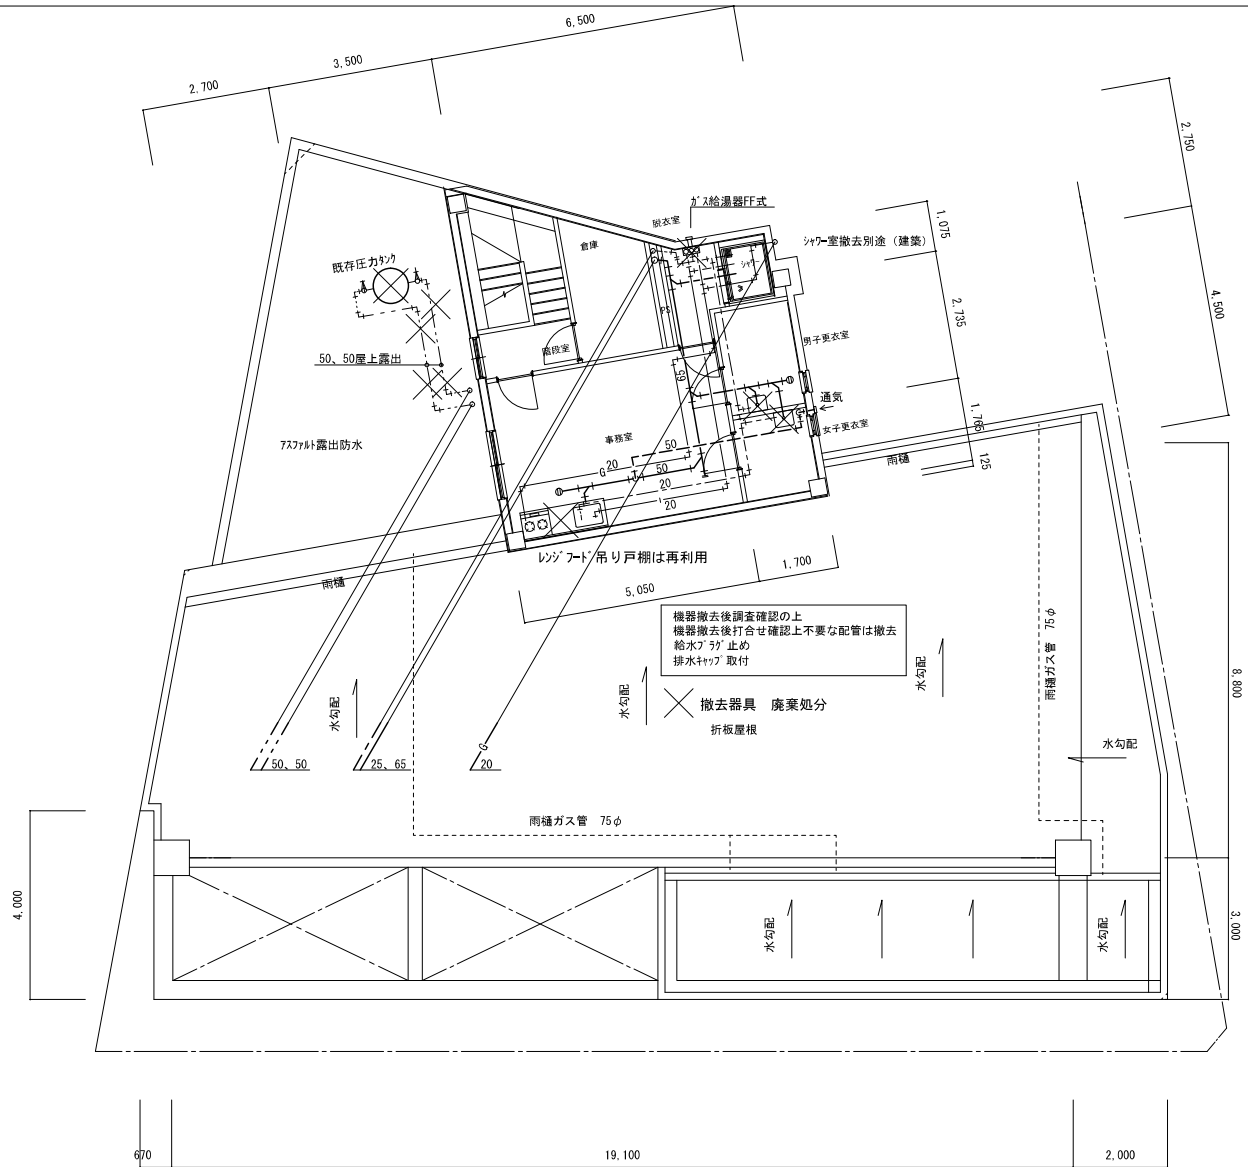 6,500
3,500
2,700
2,750
4,500
ガス給湯器FF式
脱衣室
シャワー室撤去別途（建築）
1,075
倉庫
シャワー
既存圧力タンク
PS
2,735
50、50屋上露出
階段室
男子更衣室
65
通気
1,765
女子更衣室
125
アスファルト露出防水
事務室
50
G
20
50
20
20
雨樋
レンジフード吊り戸棚は再利用
雨樋
5,050
1,700
機器撤去後調査確認の上
機器撤去後打合せ確認上不要な配管は撤去
給水プラグ止め
排水キャップ取付
雨樋ガス管 75φ
8,800
水勾配
水勾配
水勾配
撤去器具 廃棄処分
折板屋根
水勾配
G
50、50
25、65
20
雨樋ガス管 75φ
4,000
水勾配
水勾配
3,000
670
19,100
2,000